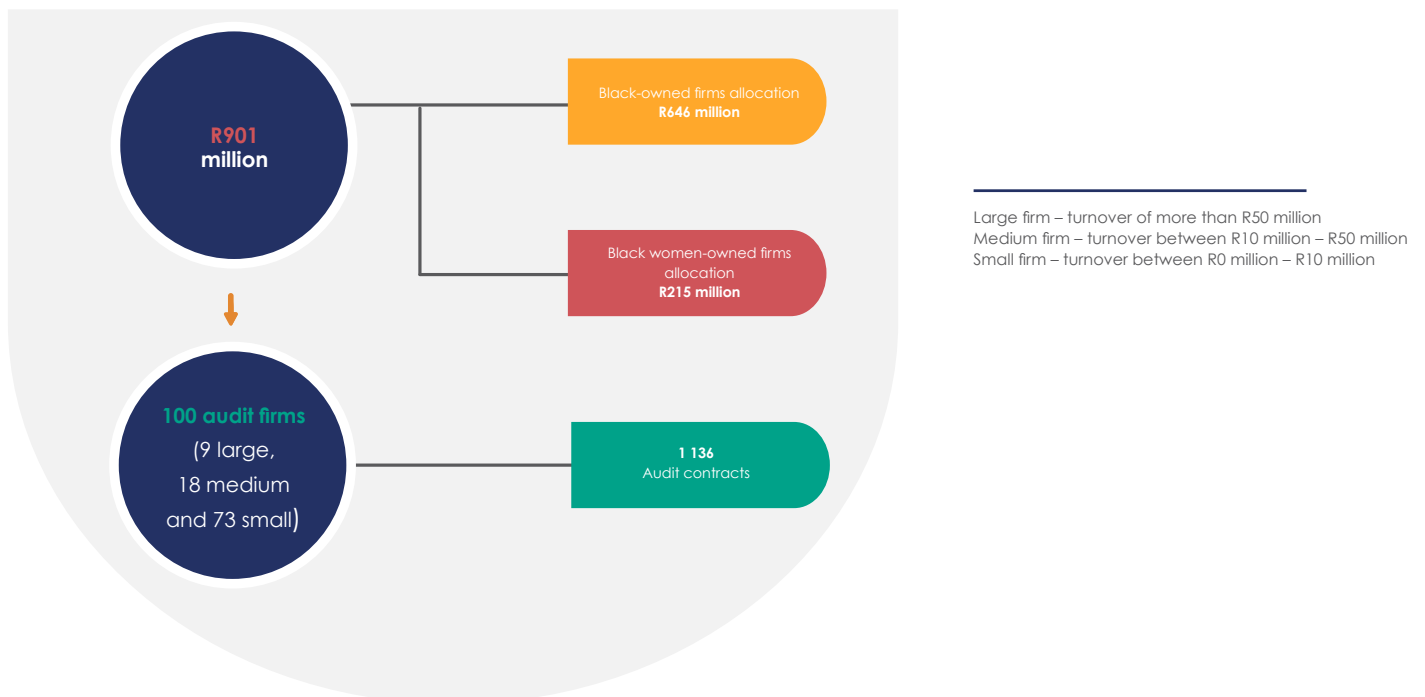 R901
million
Black-owned firms allocation
R646 million
Black women-owned firms
allocation
R215 million
100 audit firms
(9 large,
18 medium
and 73 small)
1 136
Audit contracts
Large firm – turnover of more than R50 million
Medium firm – turnover between R10 million – R50 million
Small firm – turnover between R0 million – R10 million